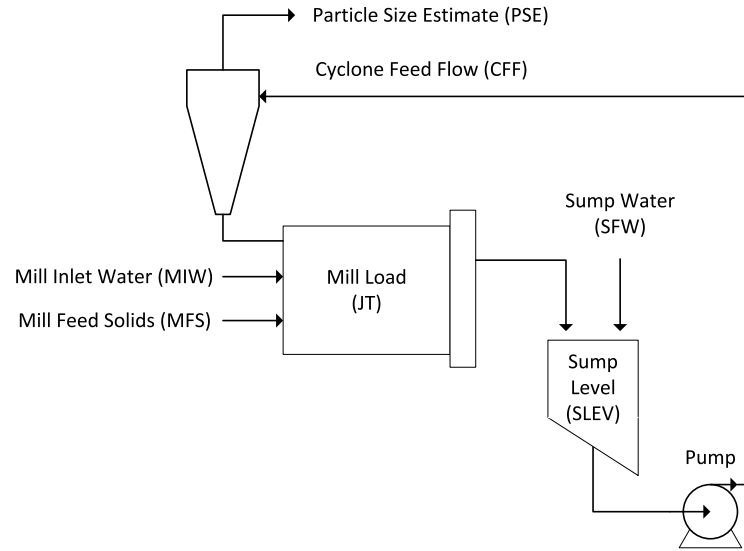 Particle Size Estimate (PSE)
Cyclone Feed Flow (CFF)
Sump Water
(SFW)
Mill Inlet Water (MIW)
Mill Load
(JT)
Mill Feed Solids (MFS)
Sump
Level
(SLEV)
Pump